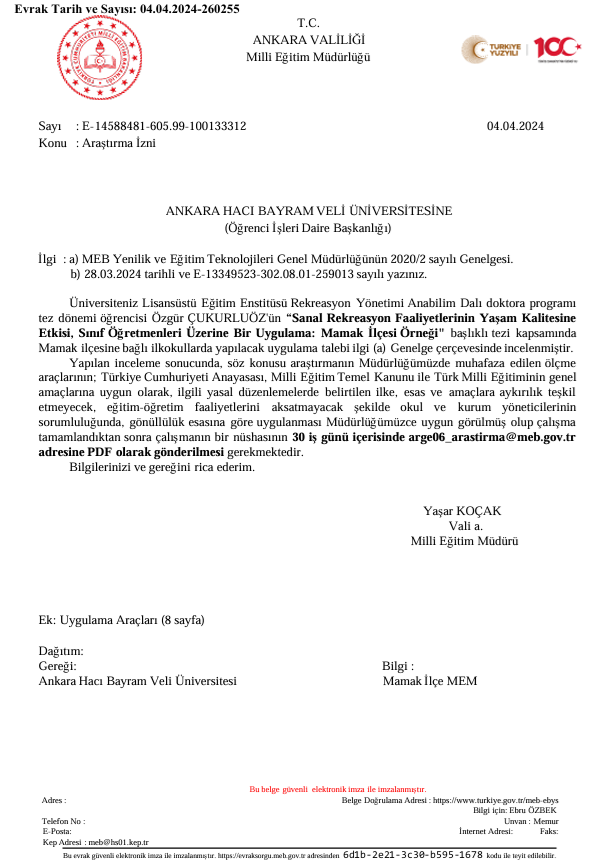 Evrak Tarih ve Sayısı: 04.04.2024-260255
T.C.
ANKARA VALİLİĞİ
Milli Eğitim Müdürlüğü
TÜRKİYE
YÜZYILI
100
Sayı : E-14588481-605.99-100133312 04.04.2024
Konu : Araştırma İzni
ANKARA HACI BAYRAM VELİ ÜNİVERSİTESİNE
(Öğrenci İşleri Daire Başkanlığı)
İlgi : a) MEB Yenilik ve Eğitim Teknolojileri Genel Müdürlüğünün 2020/2 sayılı Genelgesi.
b) 28.03.2024 tarihli ve E-13349523-302.08.01-259013 sayılı yazınız.
Üniversiteniz Lisansüstü Eğitim Enstitüsü Rekreasyon Yönetimi Anabilim Dalı doktora programı
tez dönemi öğrencisi Özgür ÇUKURLUÖZ'ün “Sanal Rekreasyon Faaliyetlerinin Yaşam Kalitesine
Etkisi, Sınıf Öğretmenleri Üzerine Bir Uygulama: Mamak İlçesi Örneği" başlıklı tezi kapsamında
Mamak ilçesine bağlı ilkokullarda yapılacak uygulama talebi ilgi (a) Genelge çerçevesinde incelenmiştir.
Yapılan inceleme sonucunda, söz konusu araştırmanın Müdürlüğümüzde muhafaza edilen ölçme
araçlarının; Türkiye Cumhuriyeti Anayasası, Milli Eğitim Temel Kanunu ile Türk Milli Eğitiminin genel
amaçlarına uygun olarak, ilgili yasal düzenlemelerde belirtilen ilke, esas ve amaçlara aykırılık teşkil
etmeyecek, eğitim-öğretim faaliyetlerini aksatmayacak şekilde okul ve kurum yöneticilerinin
sorumluluğunda, gönüllülük esasına göre uygulanması Müdürlüğümüzce uygun görülmüş olup çalışma
tamamlandıktan sonra çalışmanın bir nüshasının 30 iş günü içerisinde arge06_arastirma@meb.gov.tr
adresine PDF olarak gönderilmesi gerekmektedir.
Bilgilerinizi ve gereğini rica ederim.
Yaşar KOÇAK
Vali a.
Milli Eğitim Müdürü
Ek: Uygulama Araçları (8 sayfa)
Dağıtım:
Gereği: Bilgi :
Ankara Hacı Bayram Veli Üniversitesi Mamak İlçe MEM
Bu belge güvenli elektronik imza ile imzalanmıştır.
Adres : Belge Doğrulama Adresi : https://www.turkiye.gov.tr/meb-ebys
Bilgi için: Ebru ÖZBEK
Telefon No : Unvan : Memur
E-Posta: İnternet Adresi: Faks:
Kep Adresi : meb@hs01.kep.tr
Bu evrak güvenli elektronik imza ile imzalanmıştır. https://evraksorgu.meb.gov.tr adresinden 6d1b-2e21-3c30-b595-1678 kodu ile teyit edilebilir.